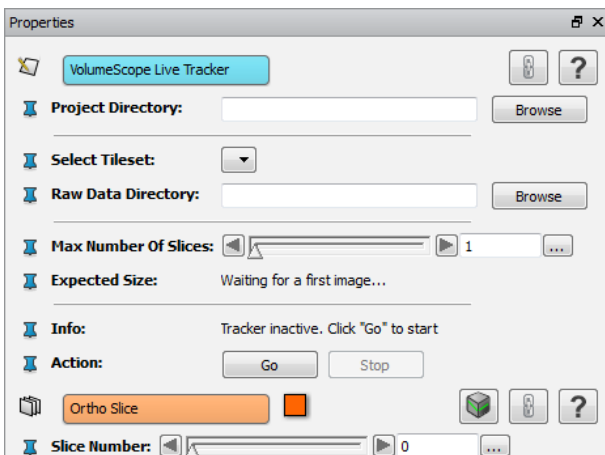 Properties
VolumeScope Live Tracker
?
Project Directory:
Browse
Select Tileset:
Raw Data Directory:
Browse
Max Number Of Slices: 1 ...
Expected Size: Waiting for a first image...
Info: Tracker inactive. Click "Go" to start
Action: Go Stop
Ortho Slice ?
Slice Number: 0 ...